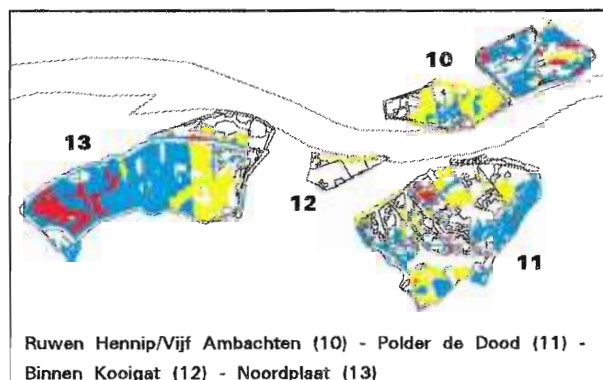 10
13
12
11
Ruwen Hennip/Vijf Ambachten (10) - Polder de Dood (11) -
Binnen Kooigat (12) - Noordplaat (13)